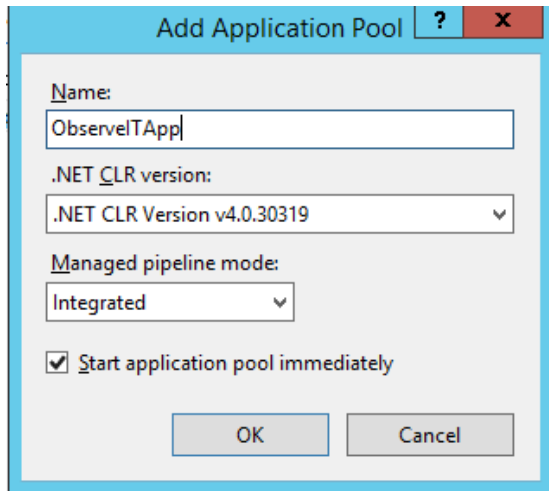 Add Application Pool ? x
Name:
ObserveITApp
.NET CLR version:
.NET CLR Version v4.0.30319
Managed pipeline mode:
Integrated
Start application pool immediately
OK Cancel